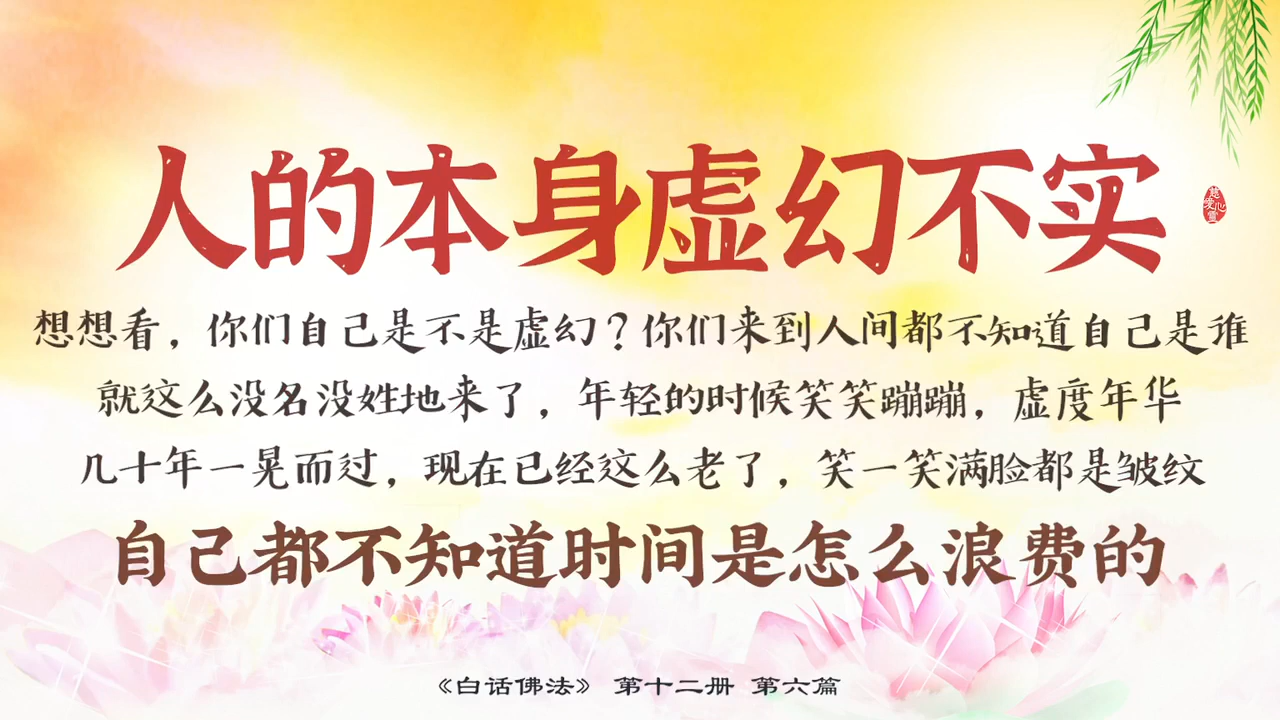 人的本身虚幻不实
想想看，你们自己是不是虚幻？你们来到人间都不知道自己是谁
就这么没名没姓地来了，年轻的时候笑笑蹦蹦，虚度年华
几十年一晃而过，现在已经这么老了，笑一笑满脸都是皱纹
自己都不知道时间是怎么浪费的
《白话佛法》 第十二册 第六篇